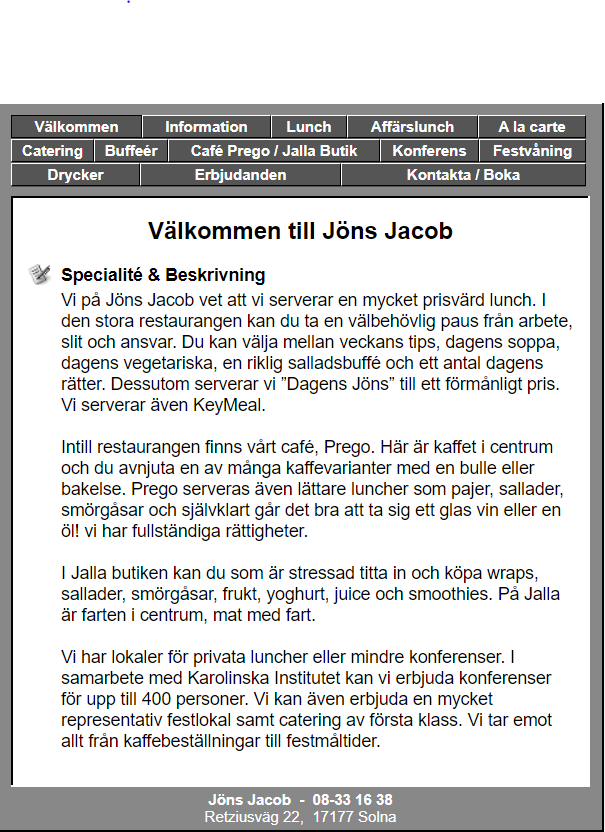 Välkommen Information Lunch Affärslunch A la carte
Catering Buffeér Café Prego / Jalla Butik Konferens Festvåning
Drycker Erbjudanden Kontakta / Boka
Välkommen till Jöns Jacob
Specialité & Beskrivning
Vi på Jöns Jacob vet att vi serverar en mycket prisvärd lunch. I
den stora restaurangen kan du ta en välbehövlig paus från arbete,
slit och ansvar. Du kan välja mellan veckans tips, dagens soppa,
dagens vegetariska, en riklig salladsbuffé och ett antal dagens
rätter. Dessutom serverar vi ”Dagens Jöns” till ett förmånligt pris.
Vi serverar även KeyMeal.
Intill restaurangen finns vårt café, Prego. Här är kaffet i centrum
och du avnjuta en av många kaffevarianter med en bulle eller
bakelse. Prego serveras även lättare luncher som pajer, sallader,
smörgåsar och självklart går det bra att ta sig ett glas vin eller en
öl! vi har fullständiga rättigheter.
I Jalla butiken kan du som är stressad titta in och köpa wraps,
sallader, smörgåsar, frukt, yoghurt, juice och smoothies. På Jalla
är farten i centrum, mat med fart.
Vi har lokaler för privata luncher eller mindre konferenser. I
samarbete med Karolinska Institutet kan vi erbjuda konferenser
för upp till 400 personer. Vi kan även erbjuda en mycket
representativ festlokal samt catering av första klass. Vi tar emot
allt från kaffebeställningar till festmåltider.
Jöns Jacob - 08-33 16 38
Retziusväg 22, 17177 Solna